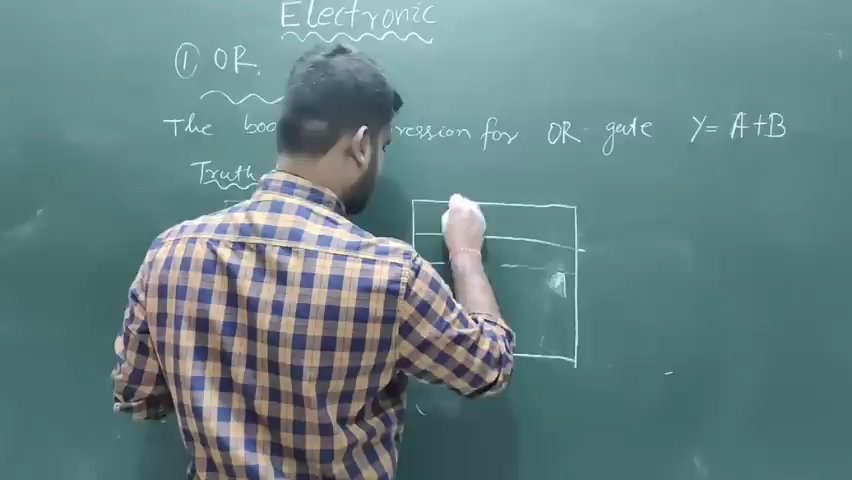 Electronic
① OR.
The boo ression for OR gate Y= A+B
Truth